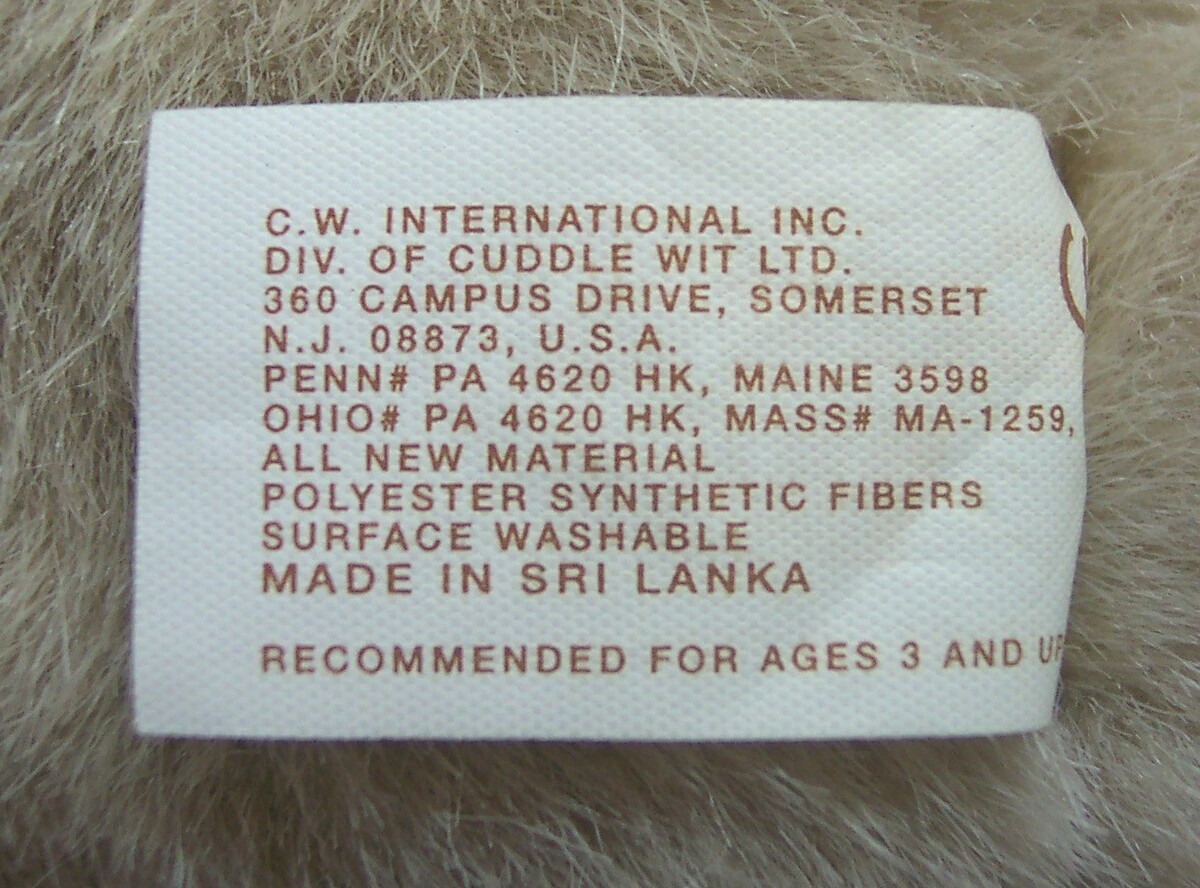 C.W. INTERNATIONAL INC.
DIV. OF CUDDLE WIT LTD.
360 CAMPUS DRIVE, SOMERSET
N.J. 08873, U.S.A.
PENN# PA 4620 HK, MAINE 3598
OHIO# PA 4620 HK, MASS# MA-1259,
ALL NEW MATERIAL
POLYESTER SYNTHETIC FIBERS
SURFACE WASHABLE
MADE IN SRI LANKA
RECOMMENDED FOR AGES 3 AND UP